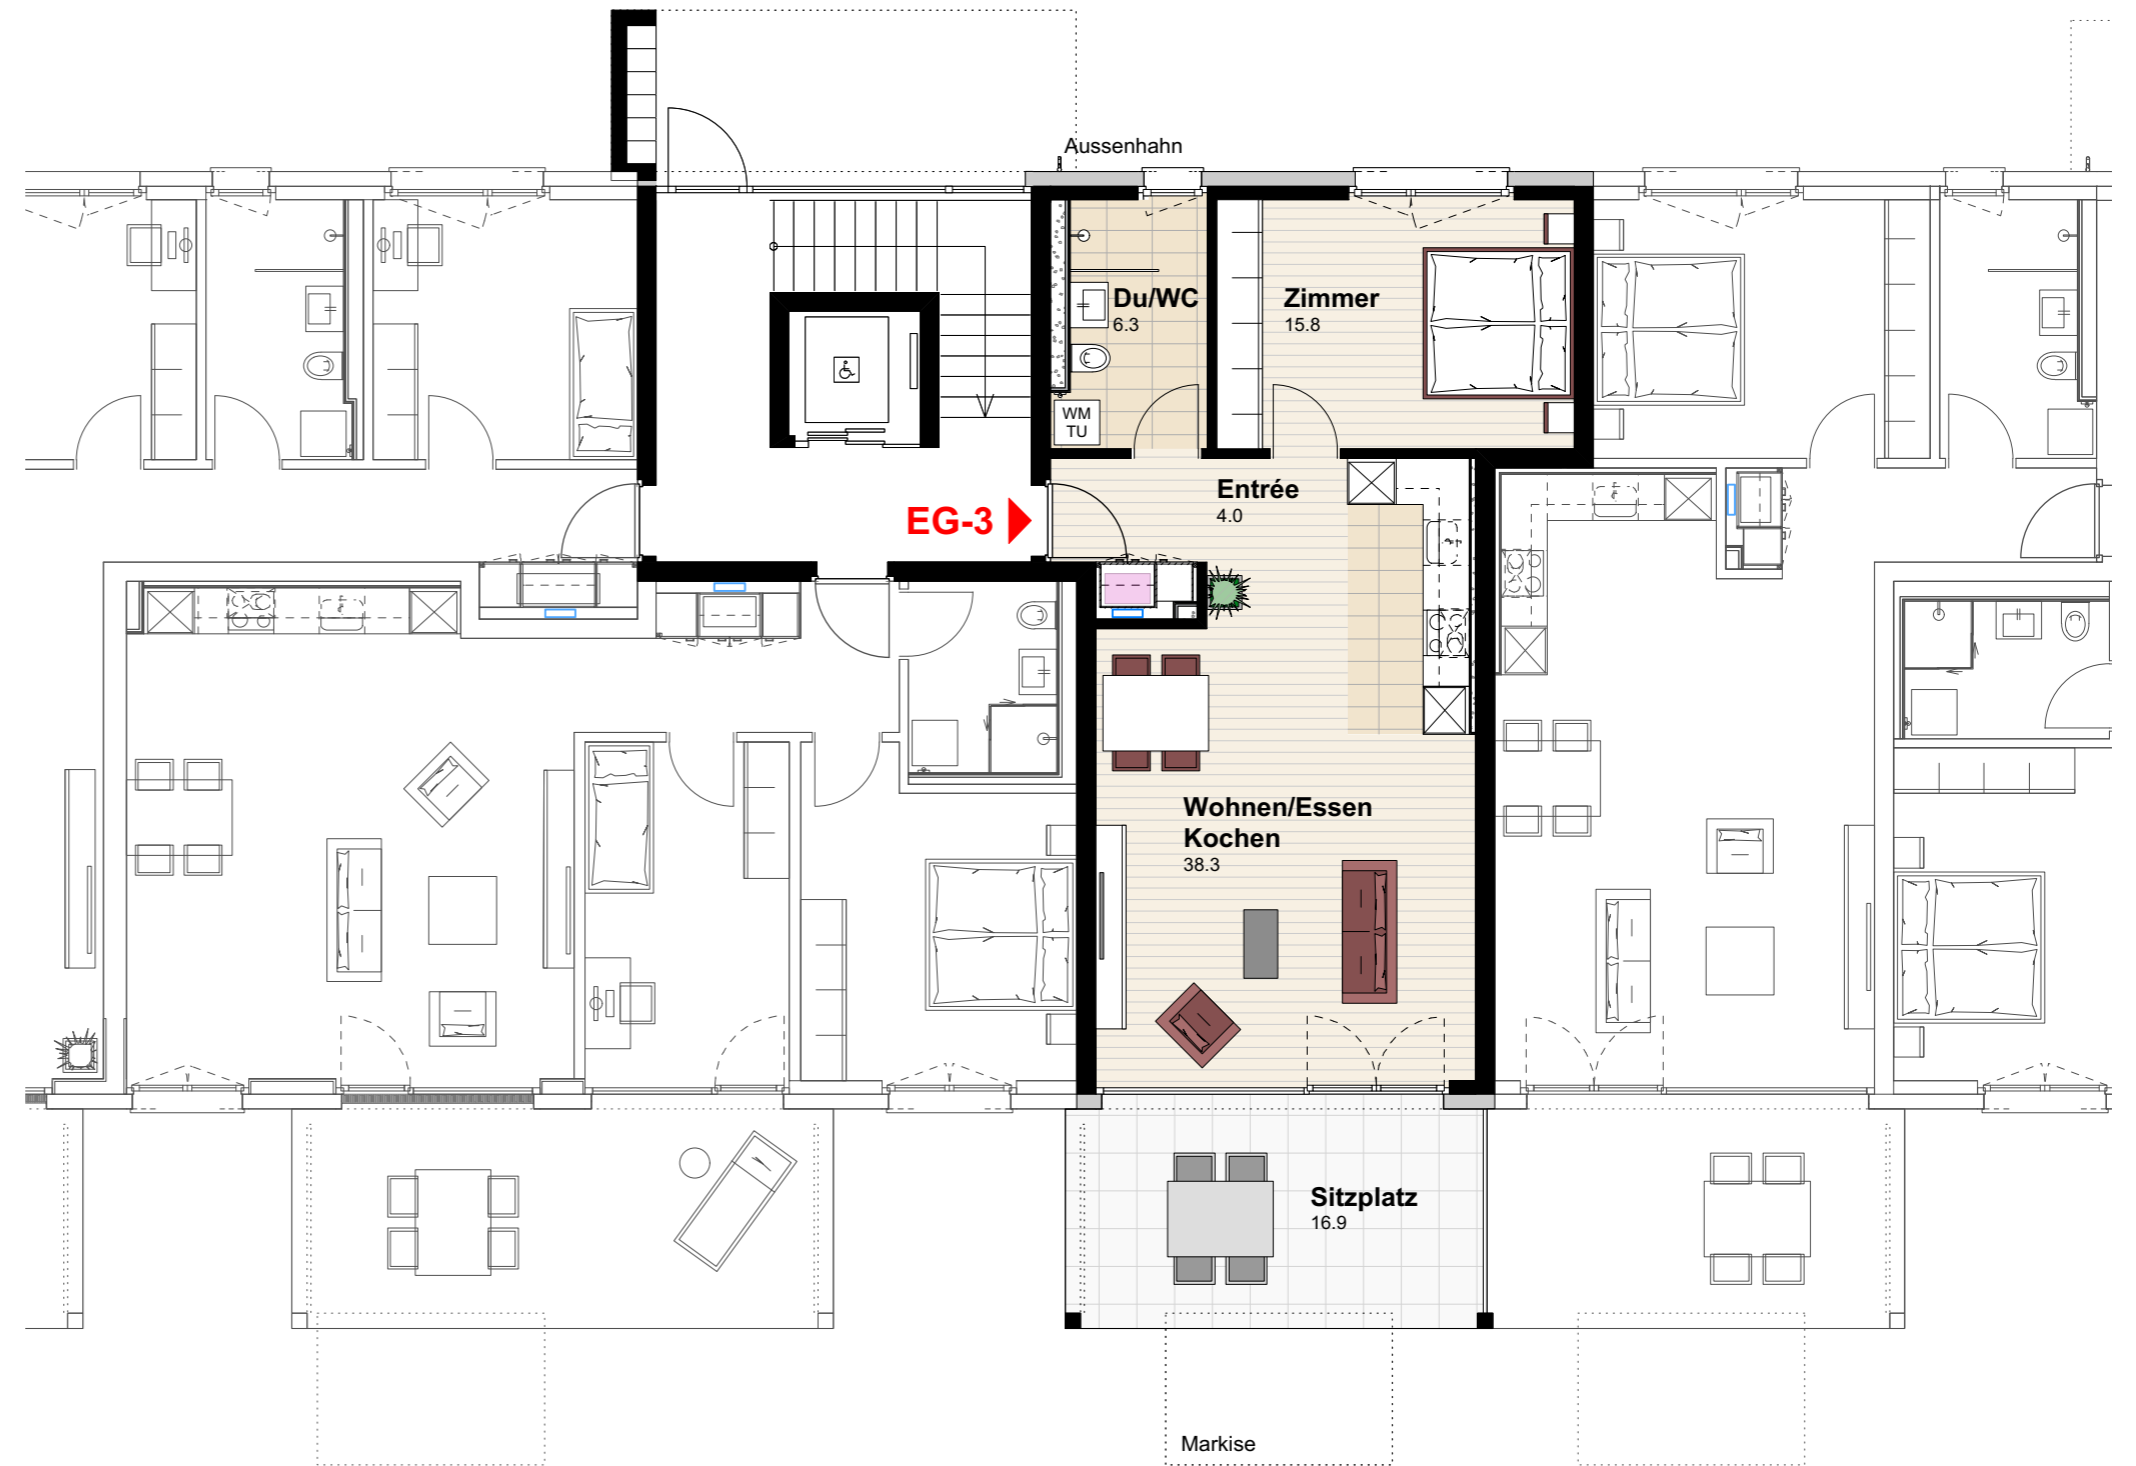 Aussenhahn
Du/WC
6.3
Zimmer
15.8
WM
TU
Entrée
4.0
EG-3
Wohnen/Essen
Kochen
38.3
Sitzplatz
16.9
Markise